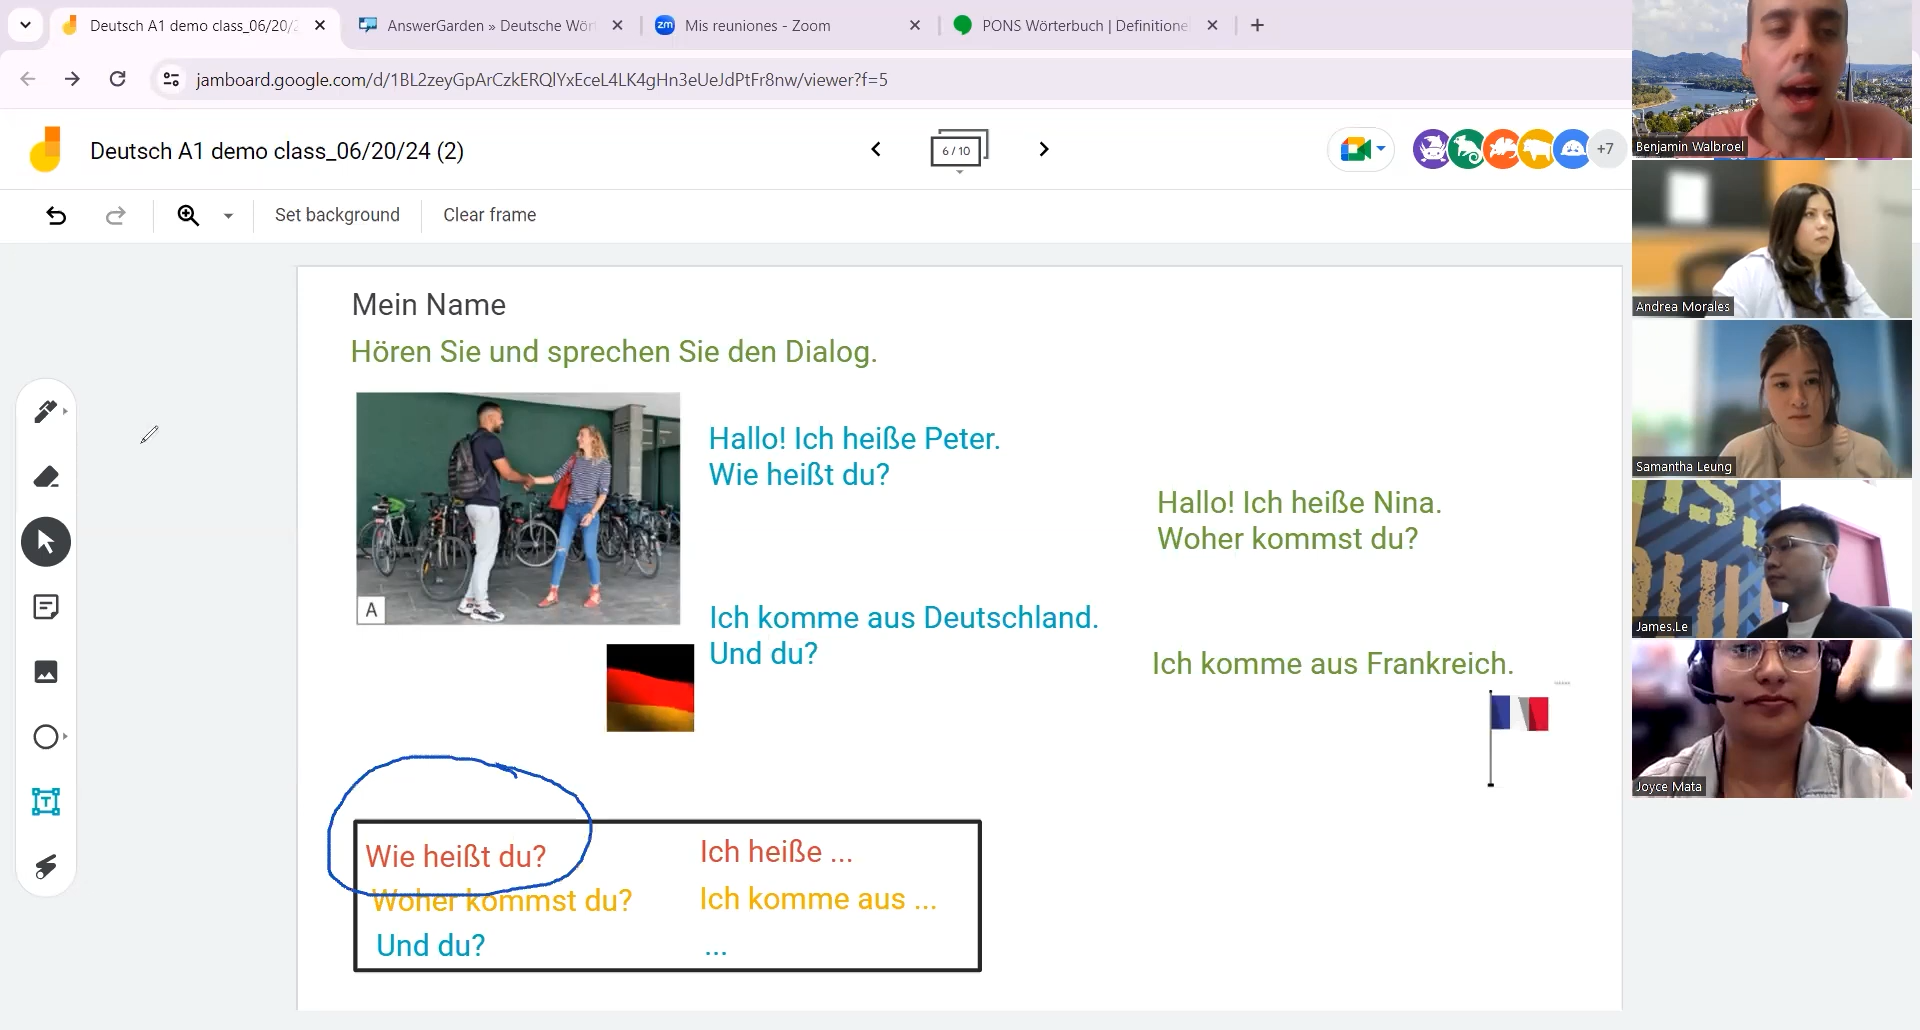 Deutsch A1 demo class_06/20/2
AnswerGarden » Deutsche Wör
zm
Mis reuniones - Zoom
PONS Wörterbuch | Definitione
jamboard.google.com/d/1BL2zeyGpArCzkERQlYxEceL4LK4gHn3eUeJdPtFr8nw/viewer?f=5
Deutsch A1 demo class_06/20/24 (2)
6 / 10
+7
Set background
Clear frame
Mein Name
Hören Sie und sprechen Sie den Dialog.
Hallo! Ich heiße Peter.
Wie heißt du?
Hallo! Ich heiße Nina.
Woher kommst du?
A
Ich komme aus Deutschland.
Und du?
Ich komme aus Frankreich.
Wie heißt du?
Ich heiße ...
Woher kommst du?
Ich komme aus ...
Und du?
...
Benjamin Walbroel
Andrea Morales
Samantha Leung
James.Le
Joyce Mata